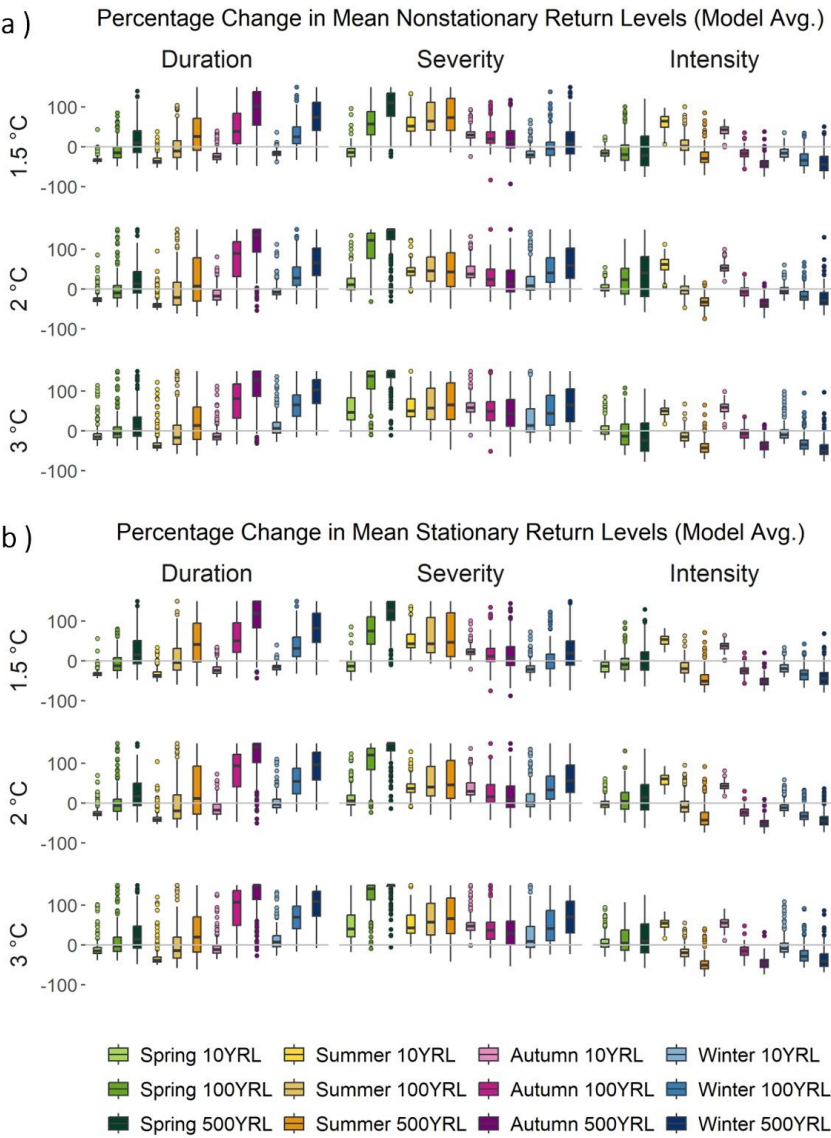 a )
Percentage Change in Mean Nonstationary Return Levels (Model Avg.)
Duration Severity Intensity
1.5 °C
100
0
-100
2 °C
100
0
-100
3 °C
100
0
-100
b )
Percentage Change in Mean Stationary Return Levels (Model Avg.)
Duration Severity Intensity
1.5 °C
100
0
-100
2 °C
100
0
-100
3 °C
100
0
-100
Spring 10YRL Summer 10YRL Autumn 10YRL Winter 10YRL
Spring 100YRL Summer 100YRL Autumn 100YRL Winter 100YRL
Spring 500YRL Summer 500YRL Autumn 500YRL Winter 500YRL